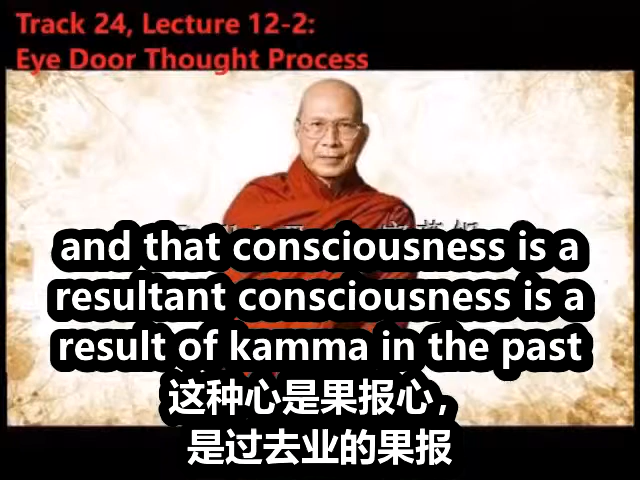 Track 24, Lecture 12-2:
Eye Door Thought Process
and that consciousness is a
resultant consciousness is a
result of kamma in the past
这种心是果报心，
是过去业的果报